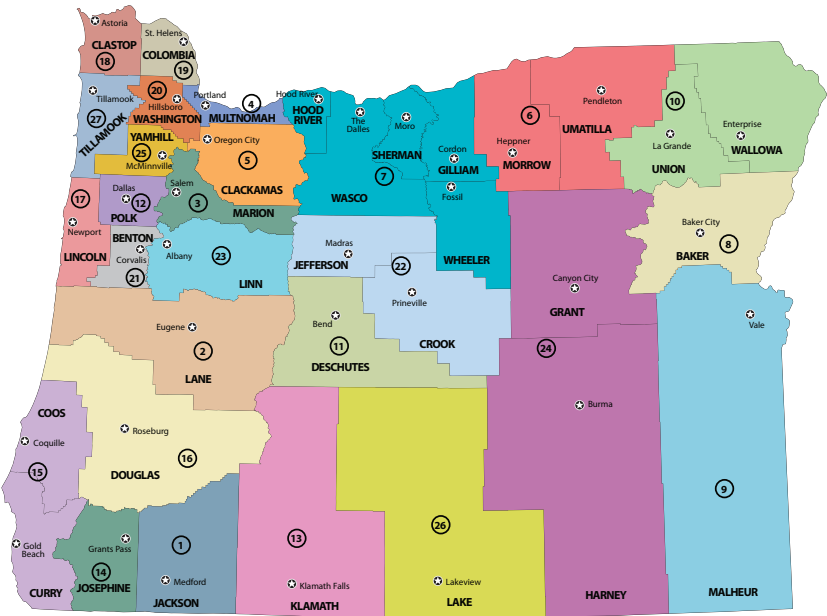 Astoria
CLASTOP
18
St. Helens
COLOMBIA
19
Tillamook
27
TILLAMOOK
20
Hillsboro
WASHINGTON
Portland
4
MULTNOMAH
Hood River
HOOD
RIVER
The
Dalles
Moro
SHERMAN
Cordon
GILLIAM
7
WASCO
Fossil
WHEELER
6
Heppner
MORROW
Pendleton
UMATILLA
10
La Grande
UNION
Enterprise
WALLOWA
YAMHILL
25
McMinnville
Oregon City
5
CLACKAMAS
17
Newport
LINCOLN
Dallas
12
POLK
Salem
3
MARION
BENTON
Corvalis
21
Albany
23
LINN
Madras
JEFFERSON
22
Prineville
CROOK
Baker City
8
BAKER
Canyon City
GRANT
Vale
Eugene
2
LANE
Bend
11
DESCHUTES
24
Burma
HARNEY
COOS
Coquille
15
Roseburg
16
DOUGLAS
9
MALHEUR
Gold
Beach
CURRY
Grants Pass
14
JOSEPHINE
1
Medford
JACKSON
13
Klamath Falls
KLAMATH
26
Lakeview
LAKE